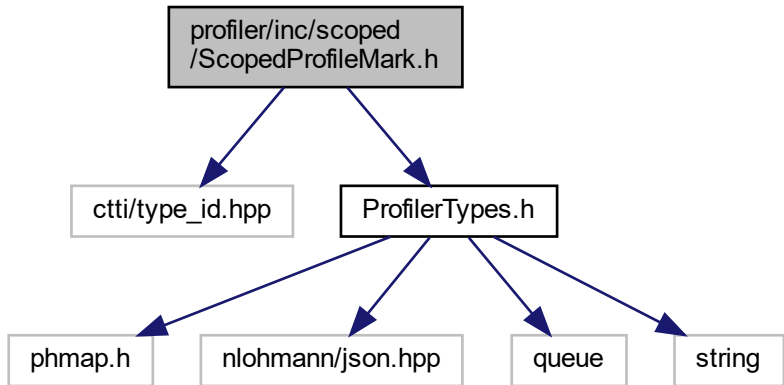 profiler/inc/scoped
/ScopedProfileMark.h
ctti/type_id.hpp
ProfilerTypes.h
phmap.h
nlohmann/json.hpp
queue
string